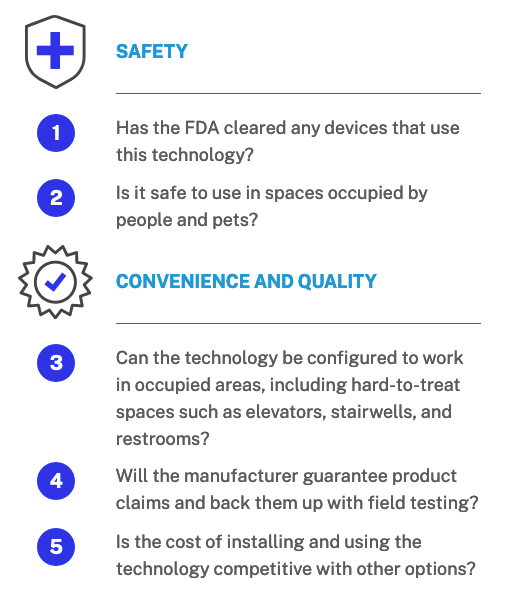 SAFETY
1
Has the FDA cleared any devices that use
this technology?
2
Is it safe to use in spaces occupied by
people and pets?
CONVENIENCE AND QUALITY
3
Can the technology be configured to work
in occupied areas, including hard-to-treat
spaces such as elevators, stairwells, and
restrooms?
4
Will the manufacturer guarantee product
claims and back them up with field testing?
5
Is the cost of installing and using the
technology competitive with other options?